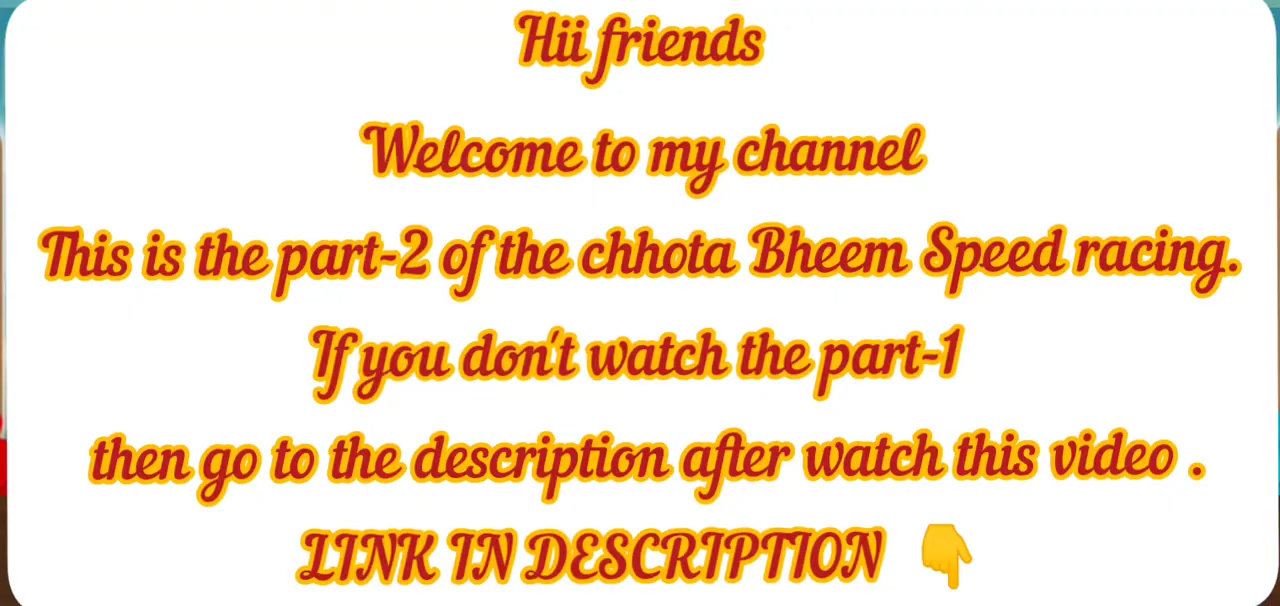 Hii friends
Welcome to my channel
This is the part-2 of the chhota Bheem Speed racing.
If you don't watch the part-1
then go to the description after watch this video .
LINK IN DESCRIPTION 👇